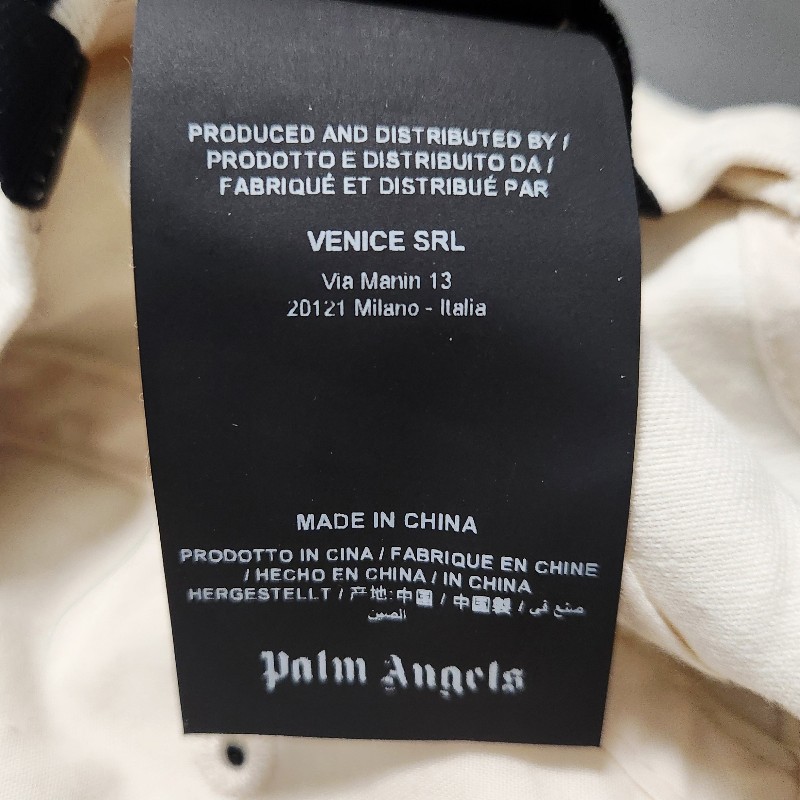 PRODUCED AND DISTRIBUTED BY /
PRODOTTO E DISTRIBUITO DA /
FABRIQUÉ ET DISTRIBUÉ PAR
VENICE SRL
Via Manin 13
20121 Milano - Italia
MADE IN CHINA
PRODOTTO IN CINA / FABRIQUE EN CHINE
/ HECHO EN CHINA / IN CHINA
HERGESTELLT / 产地:中国 / 中國製 / صنع في
الصين
Palm Angels